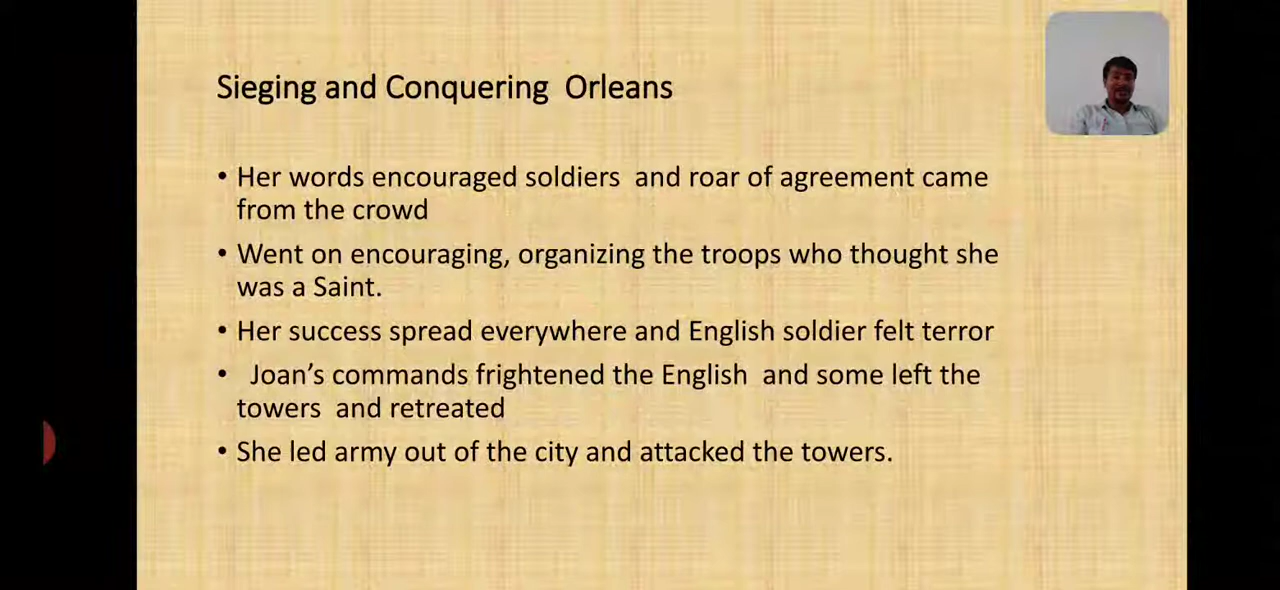 Sieging and Conquering Orleans
• Her words encouraged soldiers and roar of agreement came
from the crowd
• Went on encouraging, organizing the troops who thought she
was a Saint.
• Her success spread everywhere and English soldier felt terror
• Joan’s commands frightened the English and some left the
towers and retreated
• She led army out of the city and attacked the towers.